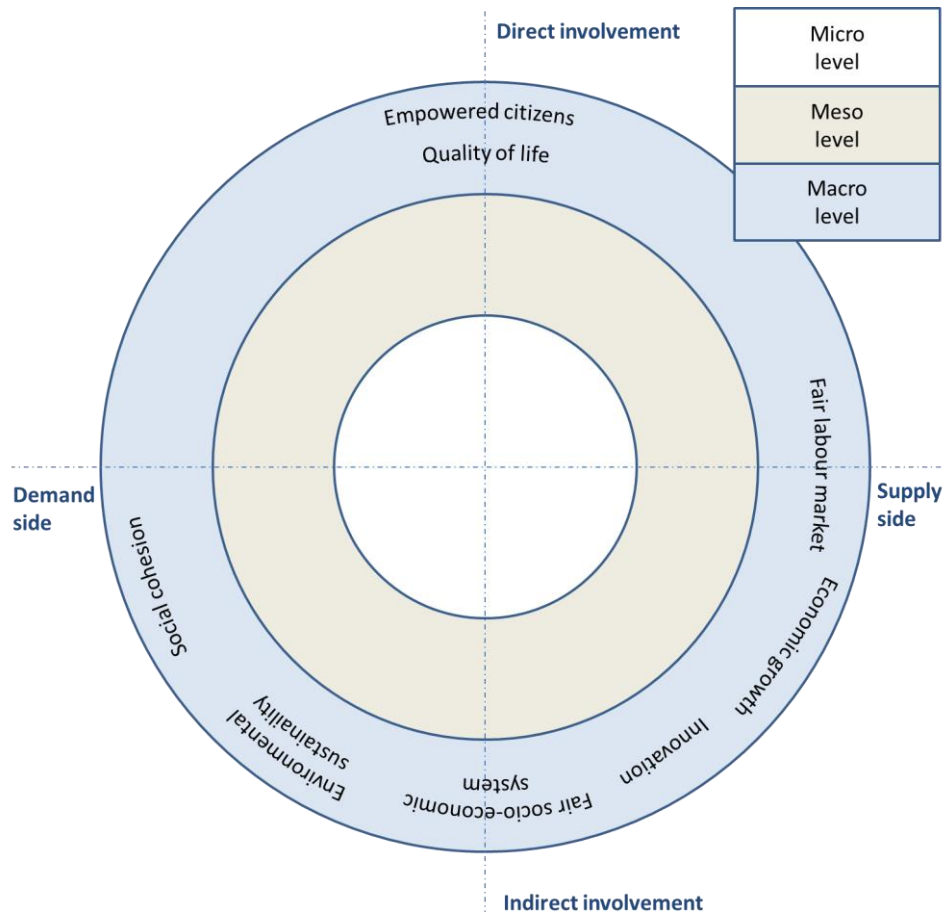 Direct involvement
Micro
level
Meso
level
Macro
level
Empowered citizens
Quality of life
Fair labour market
Demand
side
Supply
side
Social cohesion
Economic growth
Environmental
sustainaility
Innovation
Fair socio-economic
system
Indirect involvement